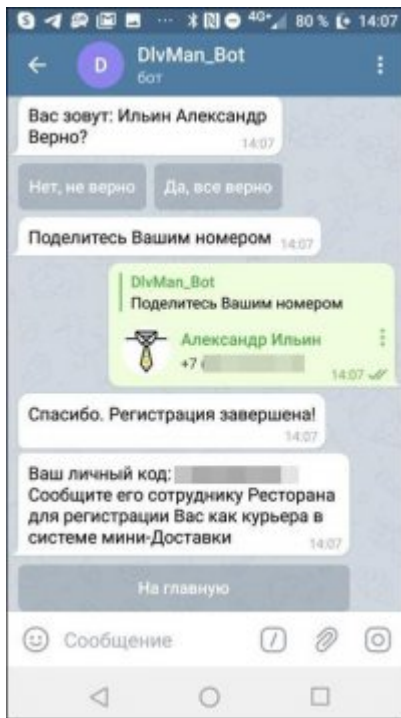 4G+ 80 % 14:07
D DlvMan_Bot
бот
Вас зовут: Ильин Александр
Верно?
14:07
Нет, не верно Да, все верно
Поделитесь Вашим номером 14:07
DlvMan_Bot
Поделитесь Вашим номером
Александр Ильин
+7
14:07
Спасибо. Регистрация завершена!
14:07
Ваш личный код:
Сообщите его сотруднику Ресторана
для регистрации Вас как курьера в
системе мини-Доставки
14:07
На главную
Сообщение